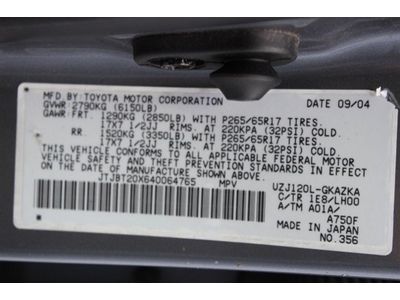 MFD. BY: TOYOTA MOTOR CORPORATION DATE 09/04
GVWR: 2790KG (6150LB)
GAWR: FRT. 1290KG (2850LB) WITH P265/65R17 TIRES.
17X7 1/2JJ RIMS. AT 220KPA (32PSI) COLD.
RR. 1520KG (3350LB) WITH P265/65R17 TIRES.
17X7 1/2JJ RIMS. AT 220KPA (32PSI) COLD.
THIS VEHICLE CONFORMS TO ALL APPLICABLE FEDERAL MOTOR
VEHICLE SAFETY, BUMPER, AND THEFT PREVENTION STANDARDS IN EFFECT
ON THE DATE OF MANUFACTURE SHOWN ABOVE.
JTJBT20X640064765 MPV
UZJ120L-GKAZKA
C/TR 1E8/LH00
A/TM A01A/
A750F
MADE IN JAPAN
NO.356